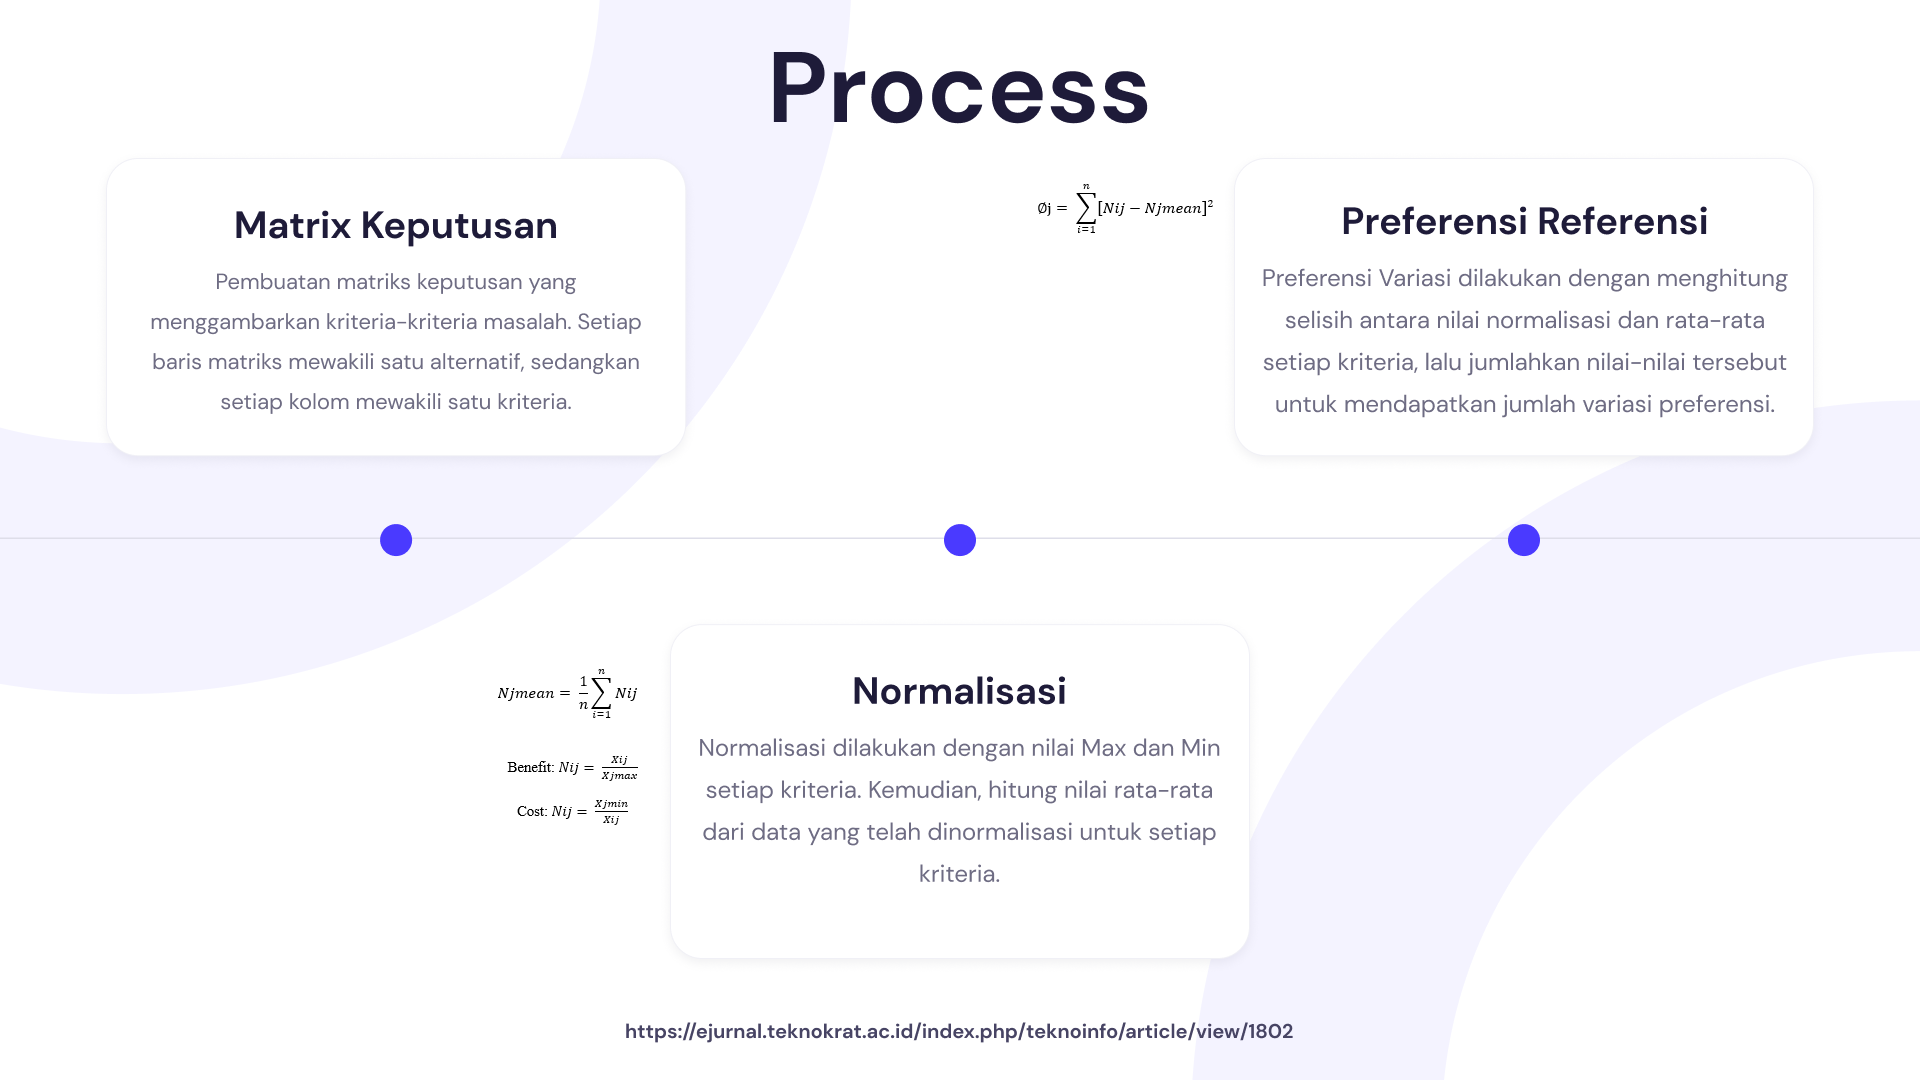 Process
Matrix Keputusan
Pembuatan matriks keputusan yang
menggambarkan kriteria-kriteria masalah. Setiap
baris matriks mewakili satu alternatif, sedangkan
setiap kolom mewakili satu kriteria.
Øj = ∑_{i=1}^{n} [Nij − Njmean]²
Preferensi Referensi
Preferensi Variasi dilakukan dengan menghitung
selisih antara nilai normalisasi dan rata-rata
setiap kriteria, lalu jumlahkan nilai-nilai tersebut
untuk mendapatkan jumlah variasi preferensi.
Njmean = 1/n ∑_{i=1}^{n} Nij
Benefit: Nij = Xij/Xjmax
Cost: Nij = Xjmin/Xij
Normalisasi
Normalisasi dilakukan dengan nilai Max dan Min
setiap kriteria. Kemudian, hitung nilai rata-rata
dari data yang telah dinormalisasi untuk setiap
kriteria.
https://ejurnal.teknokrat.ac.id/index.php/teknoinfo/article/view/1802